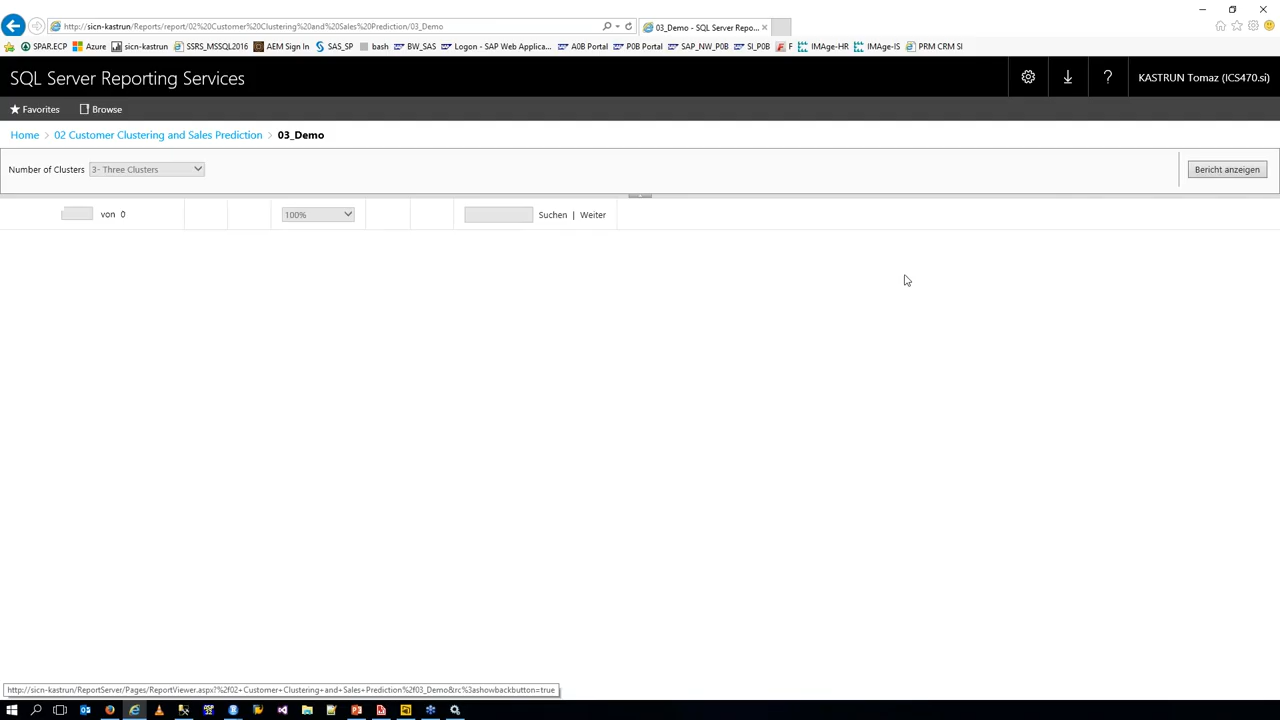 http://sicn-kastrun/Reports/report/02%20Customer%20Clustering%20and%20Sales%20Prediction/03_Demo
03_Demo - SQL Server Repo...
SPAR.ECP Azure sicn-kastrun SSRS_MSSQL2016 AEM Sign In SAS_SP bash BW_SAS Logon - SAP Web Applica... A0B Portal P0B Portal SAP_NW_P0B SI_P0B F IMAge-HR IMAge-IS PRM CRM SI
SQL Server Reporting Services
? KASTRUN Tomaz (ICS470.si)
Favorites Browse
Home > 02 Customer Clustering and Sales Prediction > 03_Demo
Number of Clusters 3- Three Clusters Bericht anzeigen
von 0 100% Suchen | Weiter
http://sicn-kastrun/ReportServer/Pages/ReportViewer.aspx?%2f02+Customer+Clustering+and+Sales+Prediction%2f03_Demo&rc%3ashowbackbutton=true